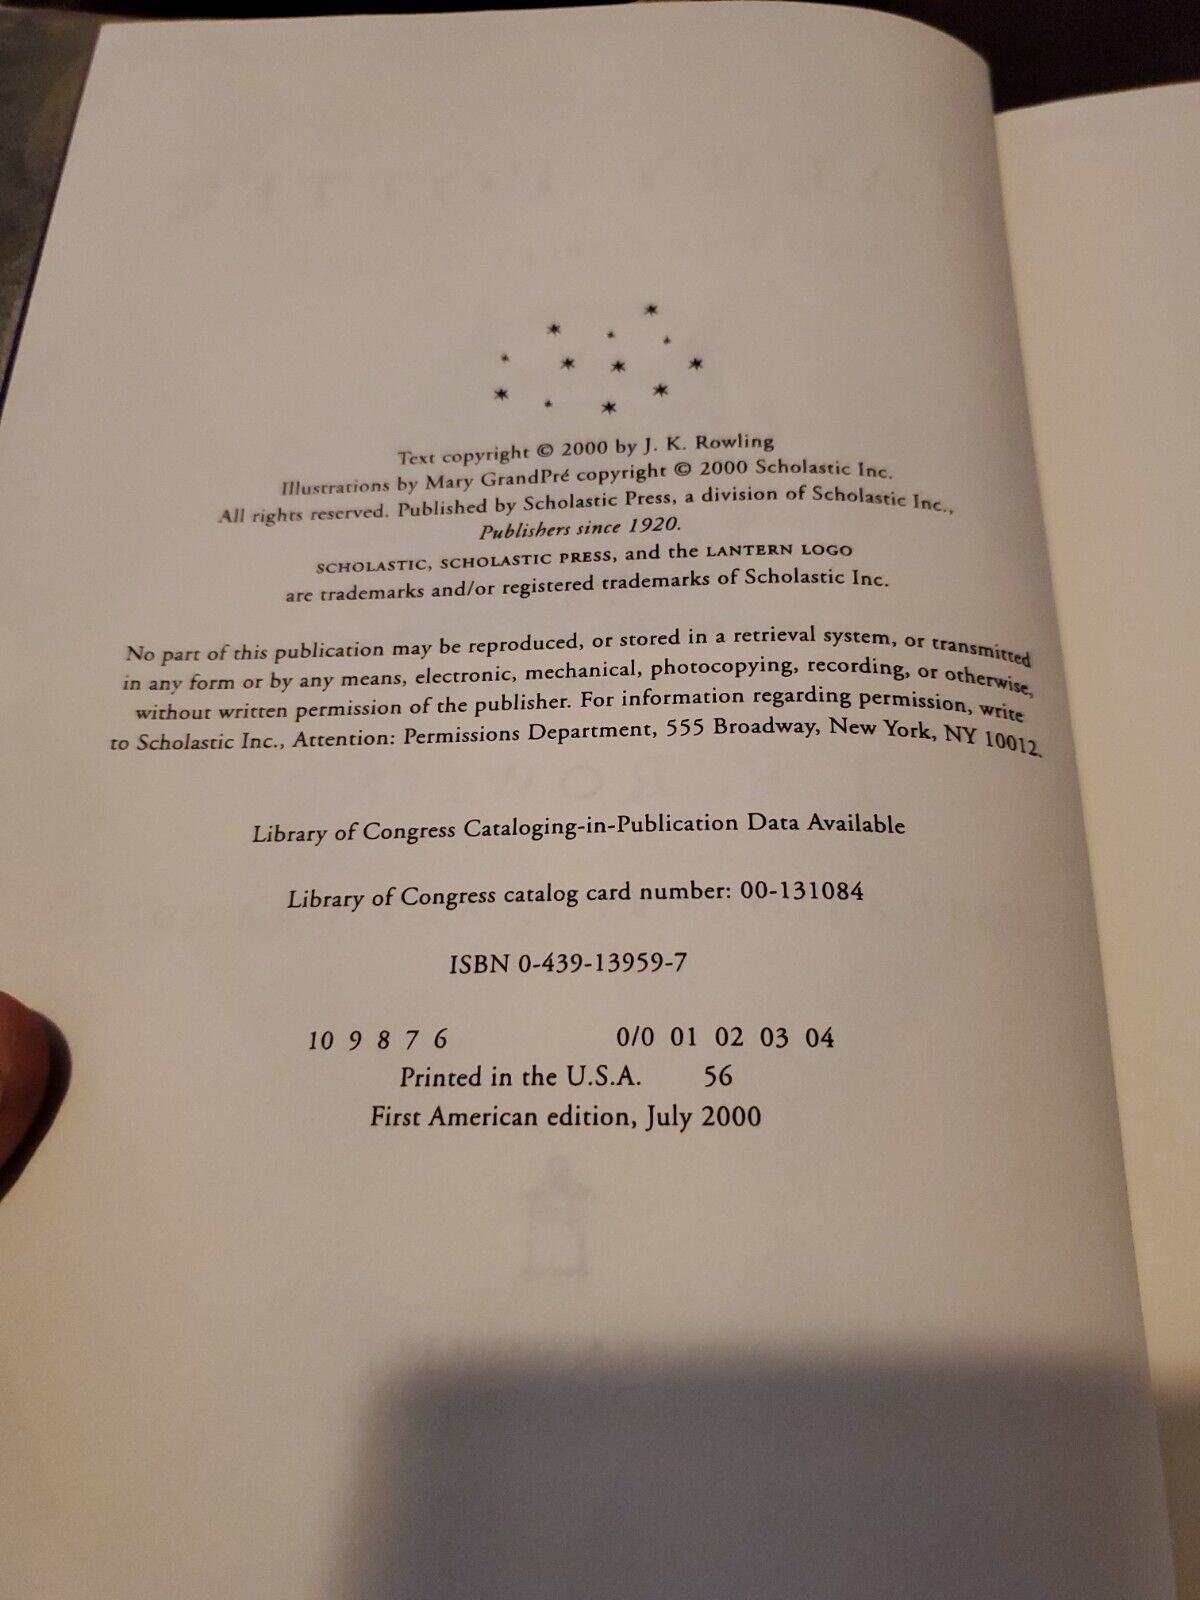 Text copyright © 2000 by J. K. Rowling
Illustrations by Mary GrandPré copyright © 2000 Scholastic Inc.
All rights reserved. Published by Scholastic Press, a division of Scholastic Inc.,
Publishers since 1920.
SCHOLASTIC, SCHOLASTIC PRESS, and the LANTERN LOGO
are trademarks and/or registered trademarks of Scholastic Inc.
No part of this publication may be reproduced, or stored in a retrieval system, or transmitted
in any form or by any means, electronic, mechanical, photocopying, recording, or otherwise,
without written permission of the publisher. For information regarding permission, write
to Scholastic Inc., Attention: Permissions Department, 555 Broadway, New York, NY 10012.
Library of Congress Cataloging-in-Publication Data Available
Library of Congress catalog card number: 00-131084
ISBN 0-439-13959-7
10 9 8 7 6 0/0 01 02 03 04
Printed in the U.S.A. 56
First American edition, July 2000